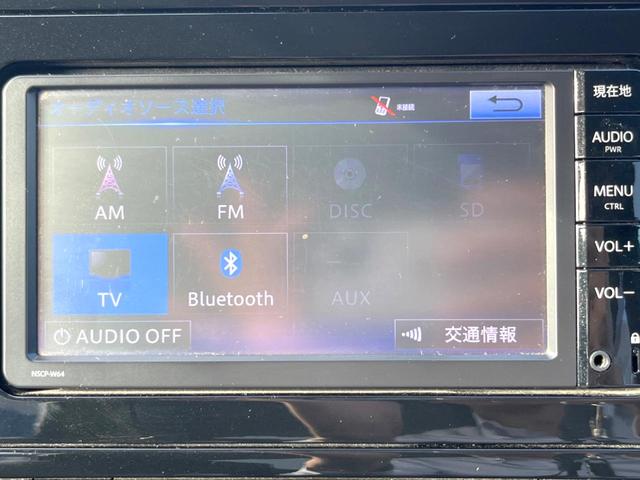 オーディオソース選択
未接続
現在地
AUDIO
PWR
AM
FM
DISC
SD
MENU
CTRL
TV
Bluetooth
AUX
VOL+
VOL−
AUDIO OFF
交通情報
NSCP-W64